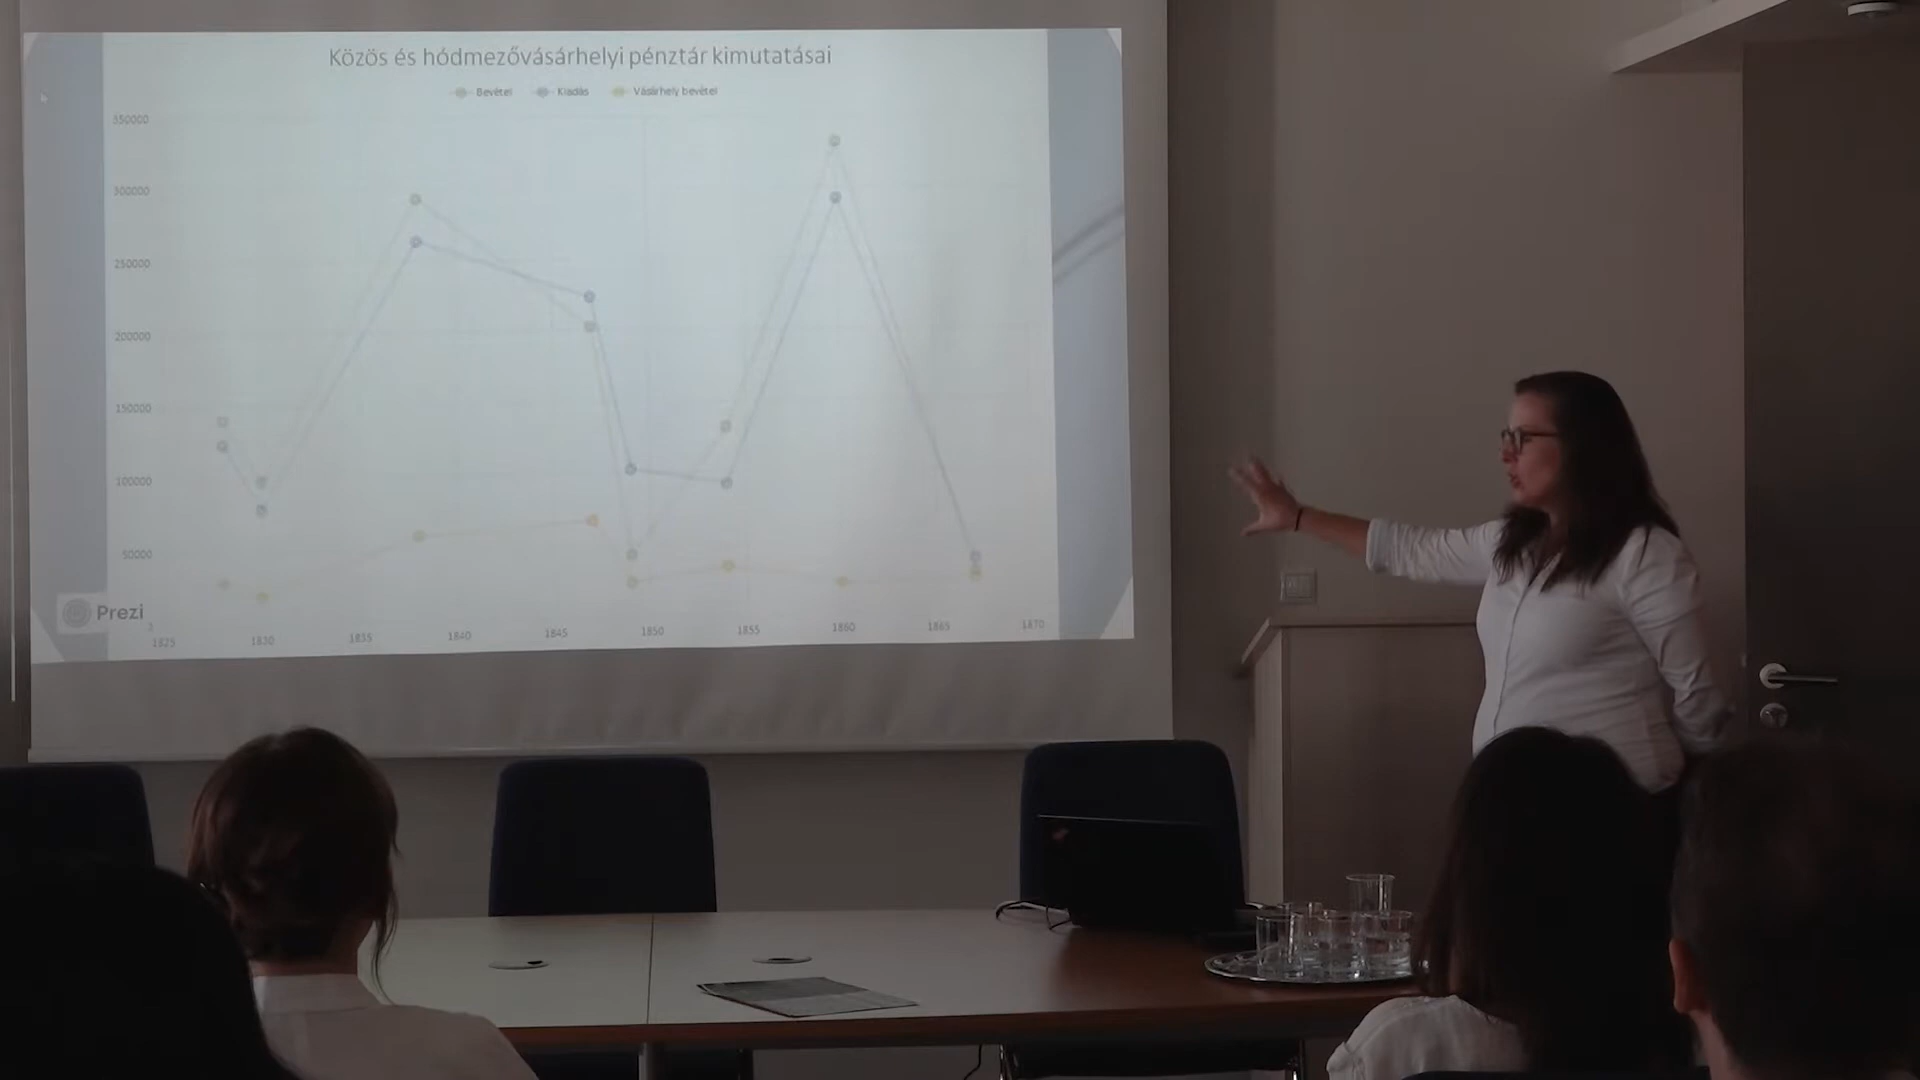 Közös és hódmezővásárhelyi pénztár kimutatásai
Bevétel Kiadás Vásárhely bevétel
350000
300000
250000
200000
150000
100000
50000
1825 1830 1835 1840 1845 1850 1855 1860 1865 1870
Prezi